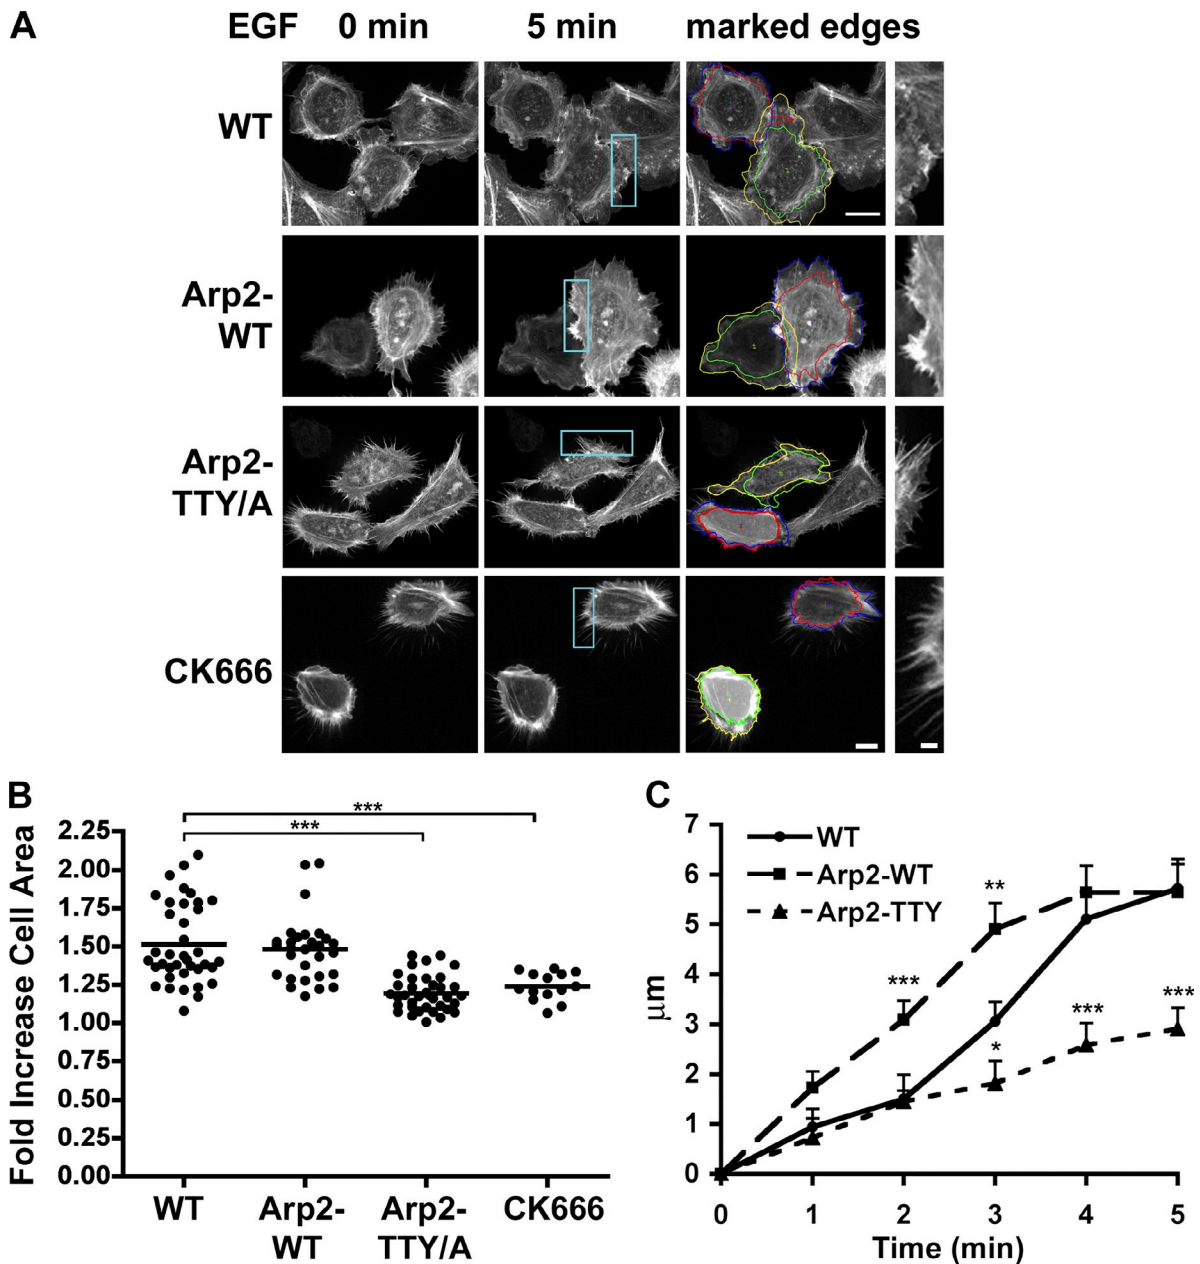 A
EGF 0 min 5 min marked edges
WT
Arp2-
WT
Arp2-
TTY/A
CK666
B
***
***
Fold Increase Cell Area
2.25
2.00
1.75
1.50
1.25
1.00
0.75
0.50
0.25
0.00
WT Arp2- Arp2- CK666
WT TTY/A
C
μm
7
6
5
4
3
2
1
0
WT
Arp2-WT
Arp2-TTY
**
***
*
***
***
0 1 2 3 4 5
Time (min)